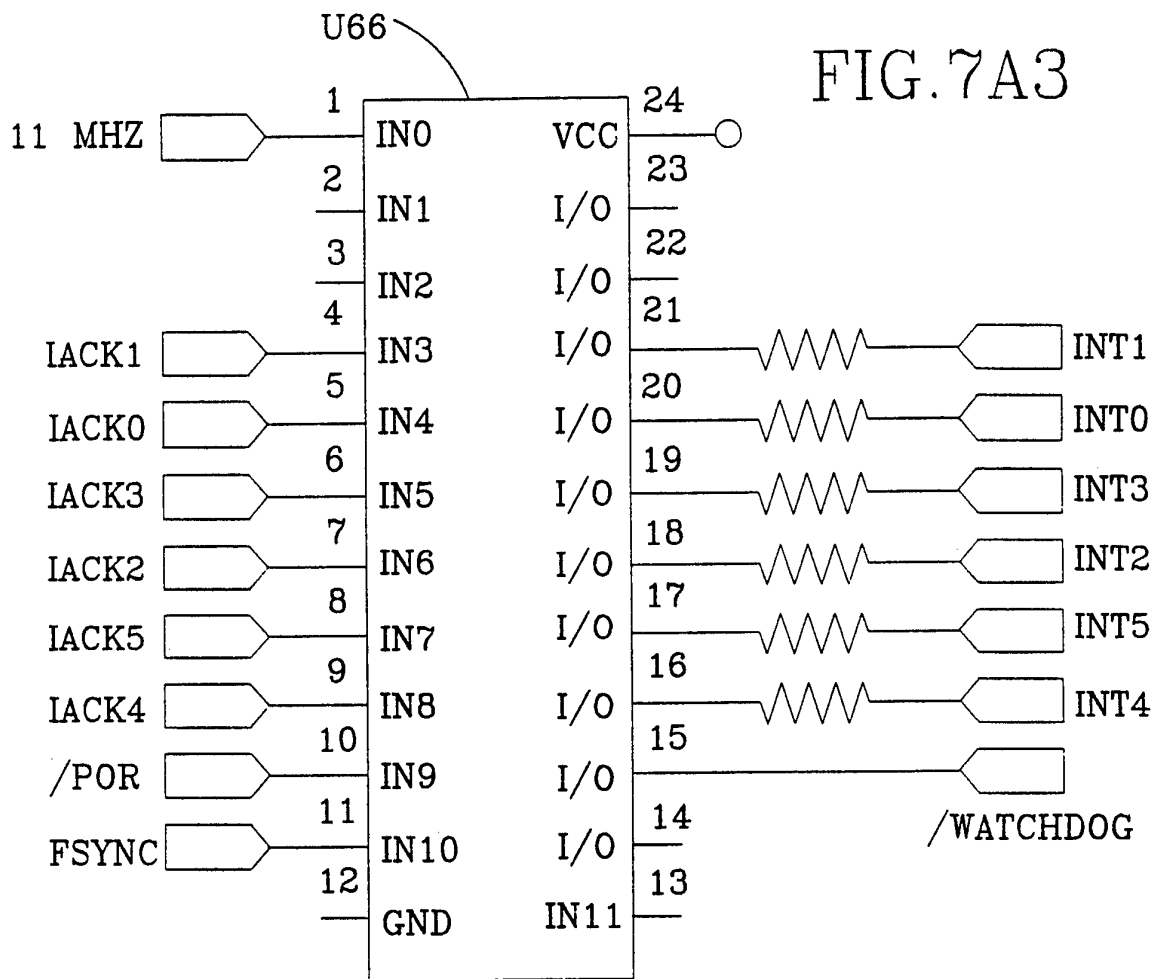 U66
FIG.7A3
1 24
11 MHZ IN0 VCC
2 23
IN1 I/O
3 22
IN2 I/O
4 21
IACK1 IN3 I/O INT1
5 20
IACK0 IN4 I/O INT0
6 19
IACK3 IN5 I/O INT3
7 18
IACK2 IN6 I/O INT2
8 17
IACK5 IN7 I/O INT5
9 16
IACK4 IN8 I/O INT4
10 15
/POR IN9 I/O
/WATCHDOG
11 14
FSYNC IN10 I/O
12 13
GND IN11